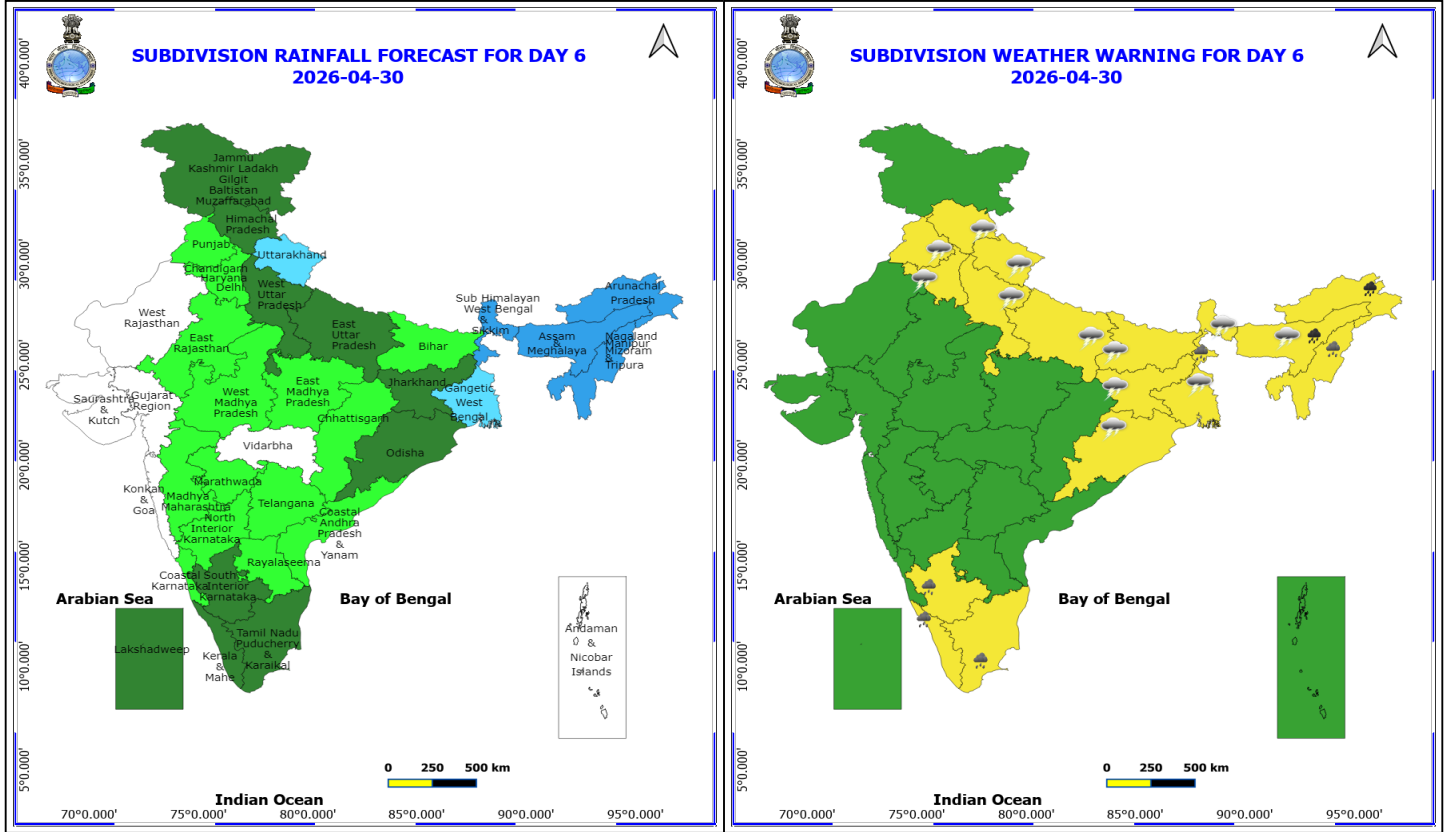 SUBDIVISION RAINFALL FORECAST FOR DAY 6
2026-04-30
40°0.000'
35°0.000'
30°0.000'
25°0.000'
20°0.000'
15°0.000'
10°0.000'
5°0.000'
Jammu
Kashmir Ladakh
Gilgit
Baltistan
Muzaffarabad
Himachal
Pradesh
Punjab
Uttarakhand
Chandigarh
Haryana
Delhi
West
Uttar
Pradesh
West
Rajasthan
East
Rajasthan
East
Uttar
Pradesh
Bihar
Sub Himalayan
West Bengal
&
Sikkim
Arunachal
Pradesh
Assam
&
Meghalaya
Nagaland
Manipur
Mizoram
&
Tripura
Jharkhand
Gangetic
West
Bengal
Saurashtra
&
Kutch
Gujarat
Region
West
Madhya
Pradesh
East
Madhya
Pradesh
Chhattisgarh
Vidarbha
Odisha
Konkan
&
Goa
Marathwada
Madhya
Maharashtra
North
Interior
Karnataka
Telangana
Coastal
Andhra
Pradesh
&
Yanam
Rayalaseema
Coastal
Karnataka
South
Interior
Karnataka
Arabian Sea
Bay of Bengal
Lakshadweep
Kerala
&
Mahe
Tamil Nadu
Puducherry
&
Karaikal
Andaman
&
Nicobar
Islands
0 250 500 km
Indian Ocean
70°0.000' 75°0.000' 80°0.000' 85°0.000' 90°0.000' 95°0.000'
SUBDIVISION WEATHER WARNING FOR DAY 6
2026-04-30
40°0.000'
35°0.000'
30°0.000'
25°0.000'
20°0.000'
15°0.000'
10°0.000'
5°0.000'
Arabian Sea
Bay of Bengal
0 250 500 km
Indian Ocean
70°0.000' 75°0.000' 80°0.000' 85°0.000' 90°0.000' 95°0.000'